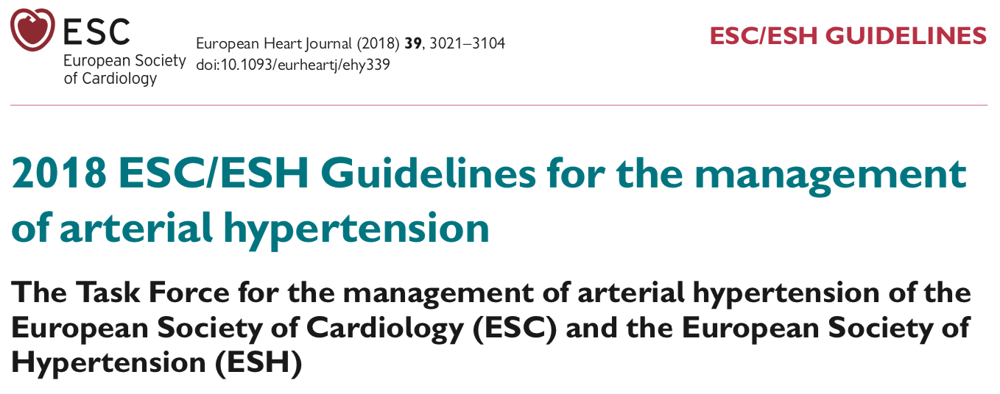 ESC
European Society
of Cardiology
European Heart Journal (2018) 39, 3021–3104
doi:10.1093/eurheartj/ehy339
ESC/ESH GUIDELINES
2018 ESC/ESH Guidelines for the management
of arterial hypertension
The Task Force for the management of arterial hypertension of the
European Society of Cardiology (ESC) and the European Society of
Hypertension (ESH)